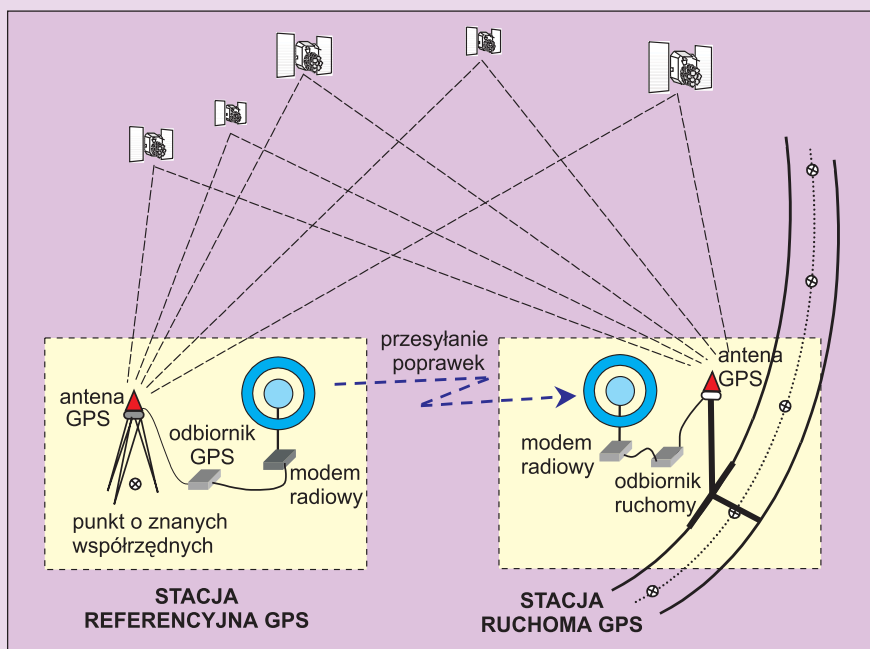 przesyłanie
poprawek
antena
GPS
odbiornik
GPS
modem
radiowy
punkt o znanych
współrzędnych
STACJA
REFERENCYJNA GPS
antena
GPS
modem
radiowy
odbiornik
ruchomy
STACJA
RUCHOMA GPS